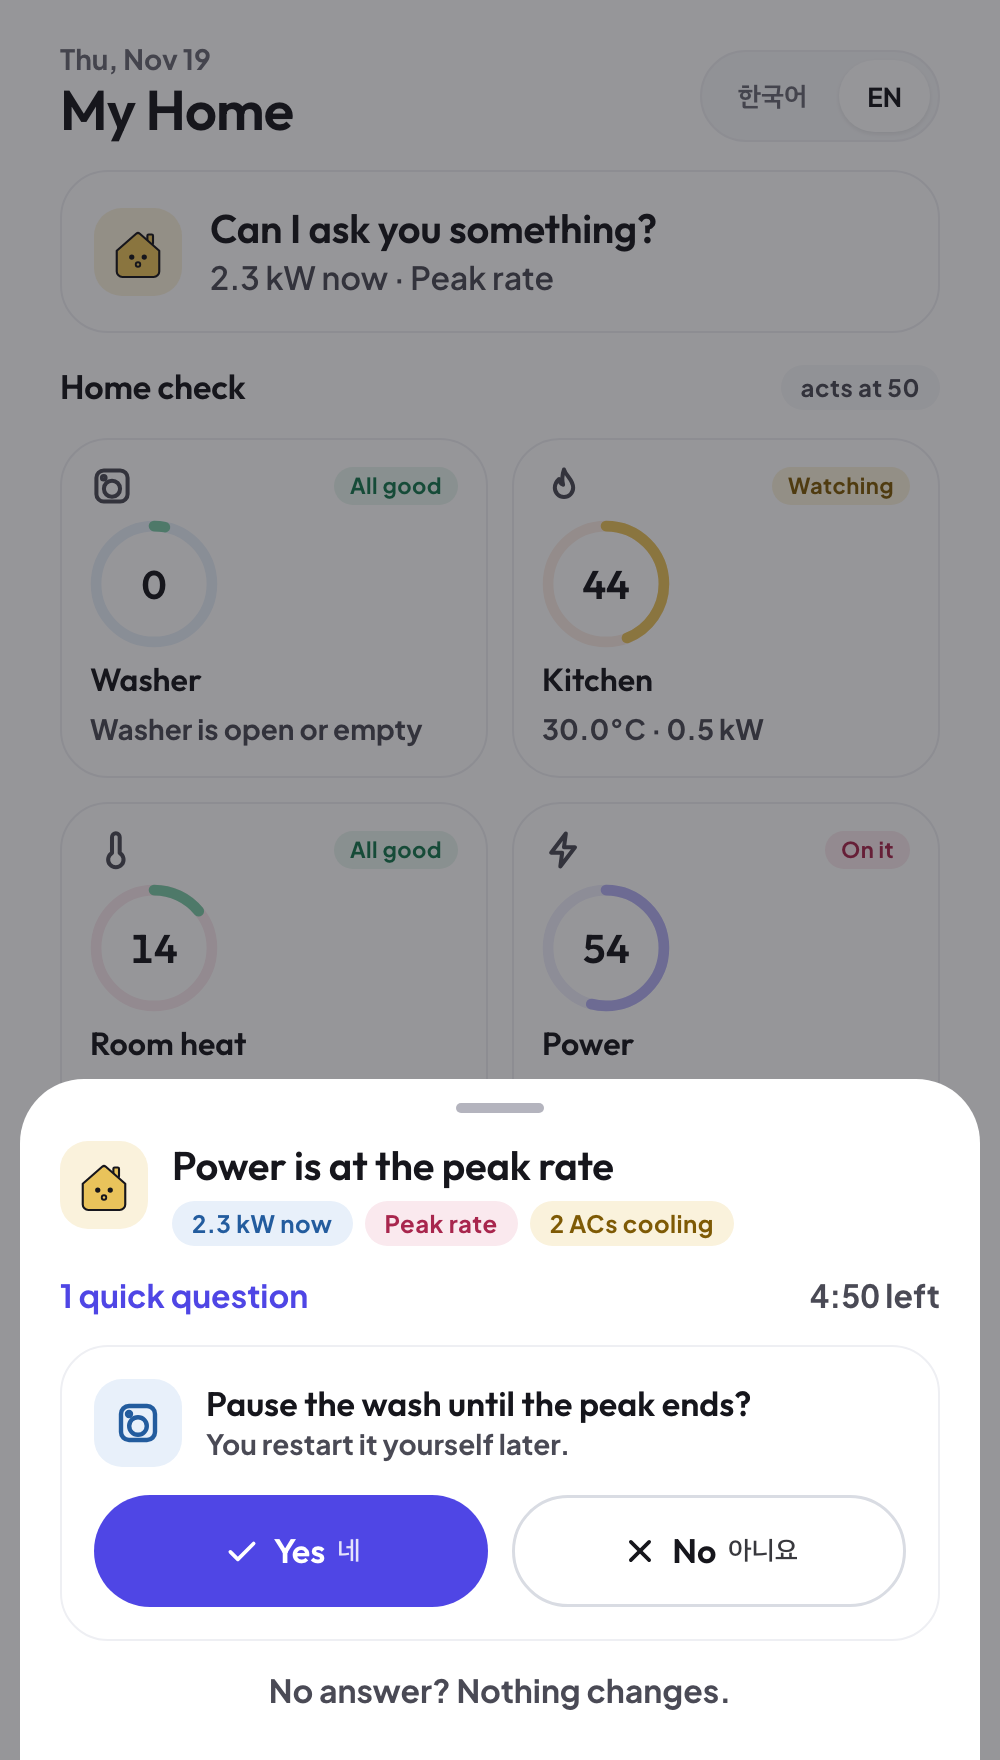 Thu, Nov 19
My Home
한국어 EN
Can I ask you something?
2.3 kW now · Peak rate
Home check
acts at 50
All good
0
Washer
Washer is open or empty
Watching
44
Kitchen
30.0°C · 0.5 kW
All good
14
Room heat
On it
54
Power
Power is at the peak rate
2.3 kW now Peak rate 2 ACs cooling
1 quick question
4:50 left
Pause the wash until the peak ends?
You restart it yourself later.
Yes 네
No 아니요
No answer? Nothing changes.